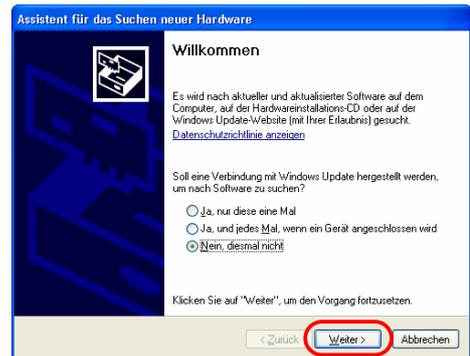 Assistent für das Suchen neuer Hardware
Willkommen
Es wird nach aktueller und aktualisierter Software auf dem
Computer, auf der Hardwareinstallations-CD oder auf der
Windows Update-Website (mit Ihrer Erlaubnis) gesucht.
Datenschutzrichtlinie anzeigen
Soll eine Verbindung mit Windows Update hergestellt werden,
um nach Software zu suchen?
Ja, nur diese eine Mal
Ja, und jedes Mal, wenn ein Gerät angeschlossen wird
Nein, diesmal nicht
Klicken Sie auf "Weiter", um den Vorgang fortzusetzen.
< Zurück Weiter > Abbrechen